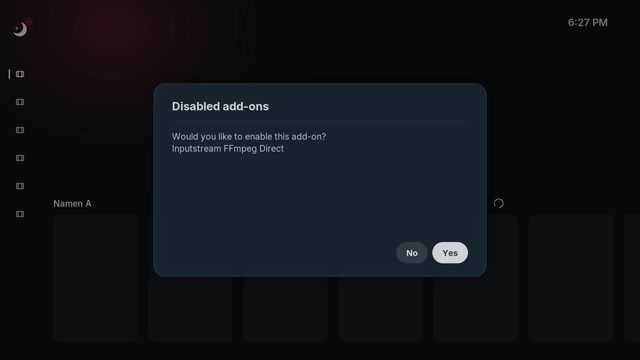 6:27 PM
Disabled add-ons
Would you like to enable this add-on?
Inputstream FFmpeg Direct
Namen A
No
Yes